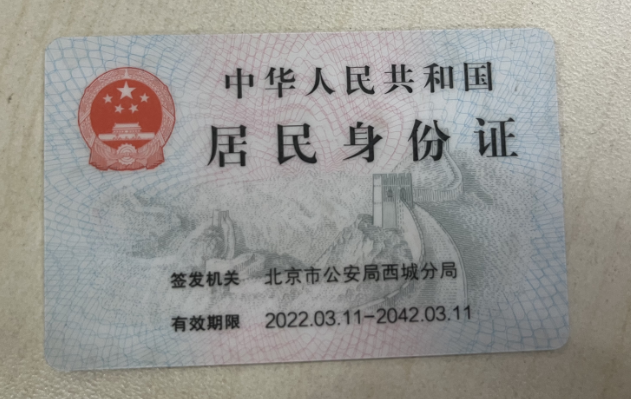 中华人民共和国
居民身份证
签发机关 北京市公安局西城分局
有效期限 2022.03.11-2042.03.11